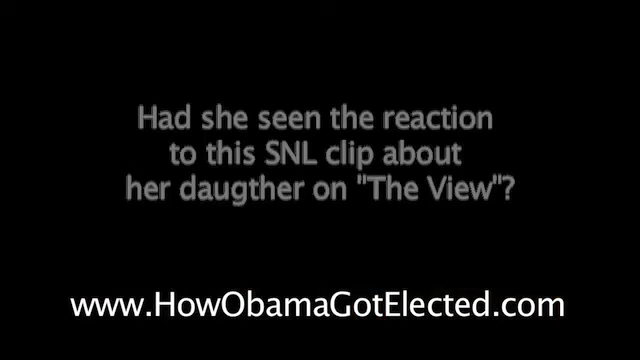 Had she seen the reaction
to this SNL clip about
her daugther on "The View"?
www.HowObamaGotElected.com